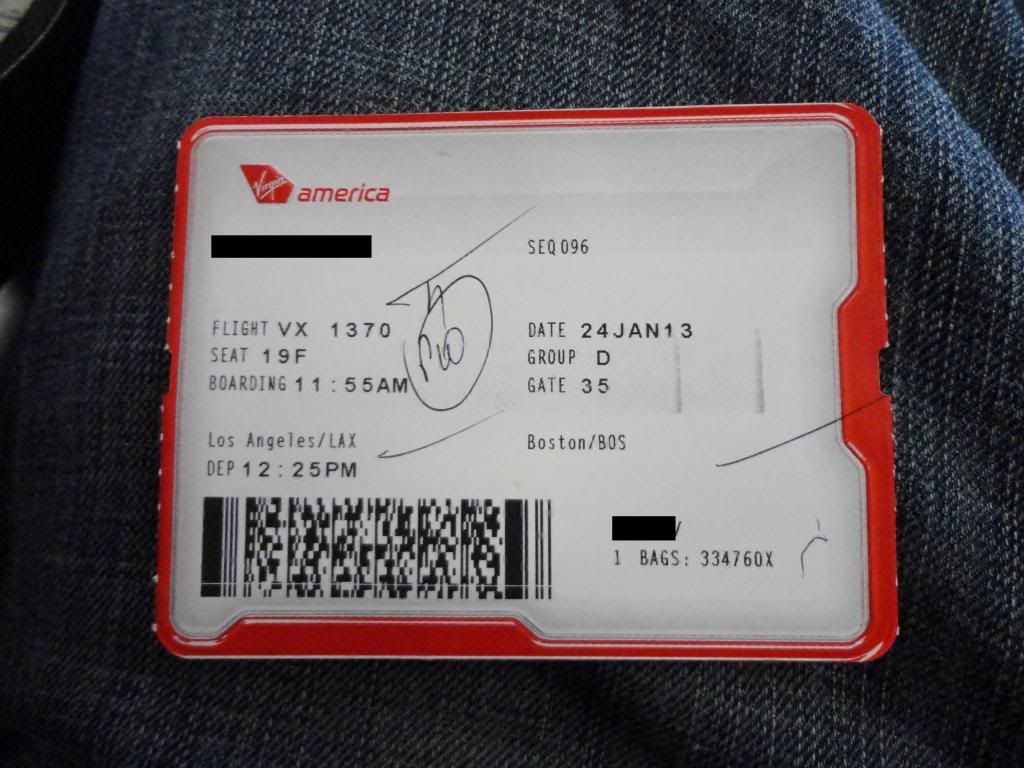 Virgin america
SEQ 096
FLIGHT VX 1370
SEAT 19F
BOARDING 11:55AM
DATE 24JAN13
GROUP D
GATE 35
Los Angeles/LAX
DEP 12:25PM
Boston/BOS
/
1 BAGS: 334760X